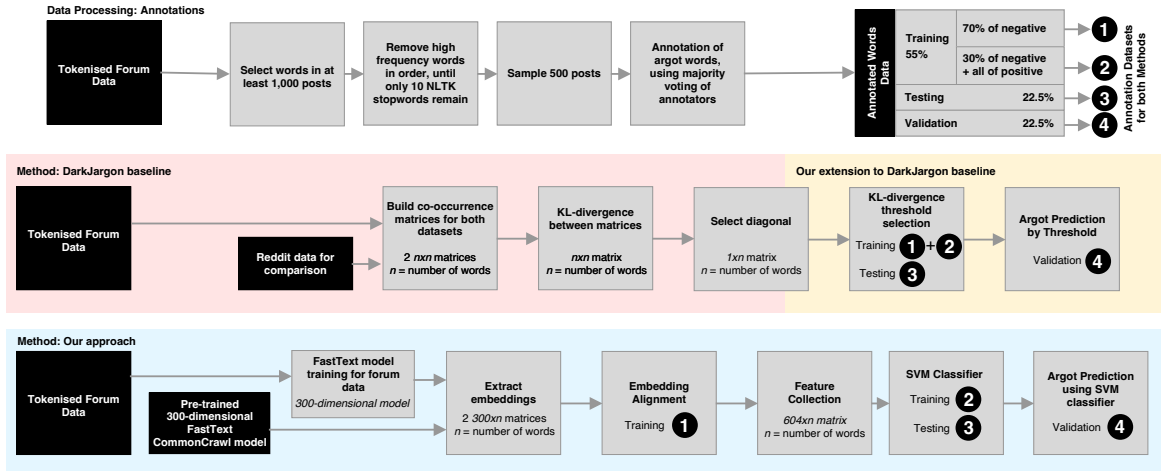 Data Processing: Annotations
Tokenised Forum
Data
Select words in at
least 1,000 posts
Remove high
frequency words
in order, until
only 10 NLTK
stopwords remain
Sample 500 posts
Annotation of
argot words,
using majority
voting of
annotators
Annotated Words
Data
Training
55%
70% of negative
30% of negative
+ all of positive
Testing 22.5%
Validation 22.5%
1
2
3
4
Annotation Datasets
for both Methods
Method: DarkJargon baseline
Tokenised Forum
Data
Reddit data for
comparison
Build co-occurrence
matrices for both
datasets
2 nxn matrices
n = number of words
KL-divergence
between matrices
nxn matrix
n = number of words
Select diagonal
1xn matrix
n = number of words
Our extension to DarkJargon baseline
KL-divergence
threshold
selection
Training 1 + 2
Testing 3
Argot Prediction
by Threshold
Validation 4
Method: Our approach
Tokenised Forum
Data
Pre-trained
300-dimensional
FastText
CommonCrawl model
FastText model
training for forum
data
300-dimensional model
Extract
embeddings
2 300xn matrices
n = number of words
Embedding
Alignment
Training 1
Feature
Collection
604xn matrix
n = number of words
SVM Classifier
Training 2
Testing 3
Argot Prediction
using SVM
classifier
Validation 4